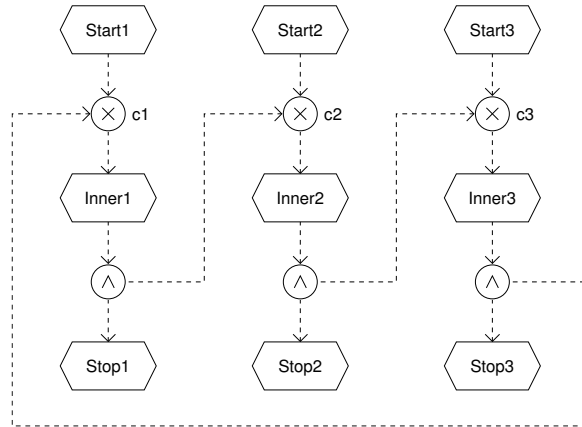 Start1 Start2 Start3
c1 c2 c3
Inner1 Inner2 Inner3
Stop1 Stop2 Stop3